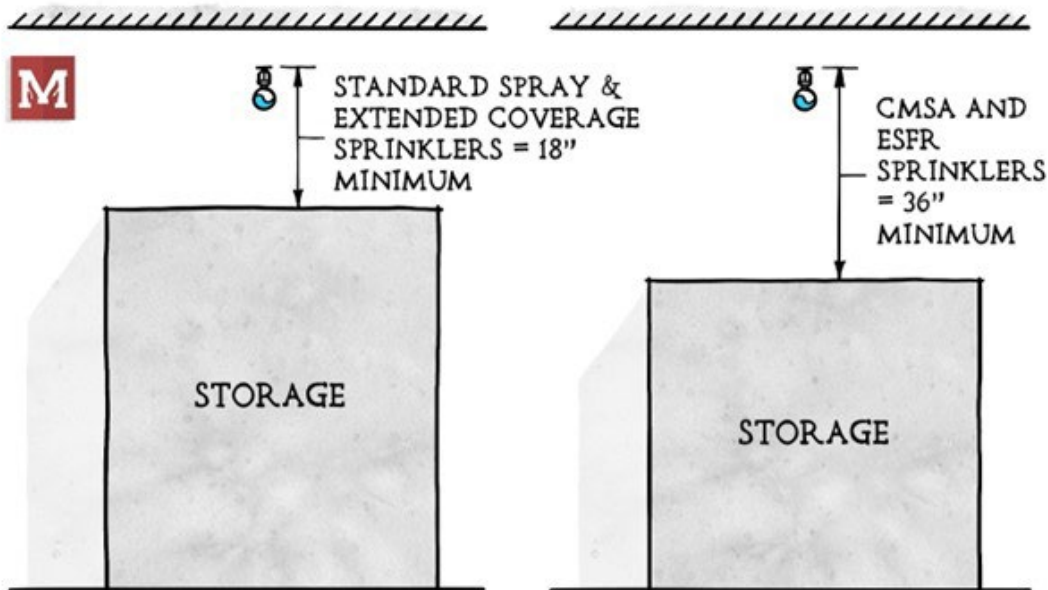 M
STANDARD SPRAY &
EXTENDED COVERAGE
SPRINKLERS = 18"
MINIMUM
STORAGE
CMSA AND
ESFR
SPRINKLERS
= 36"
MINIMUM
STORAGE